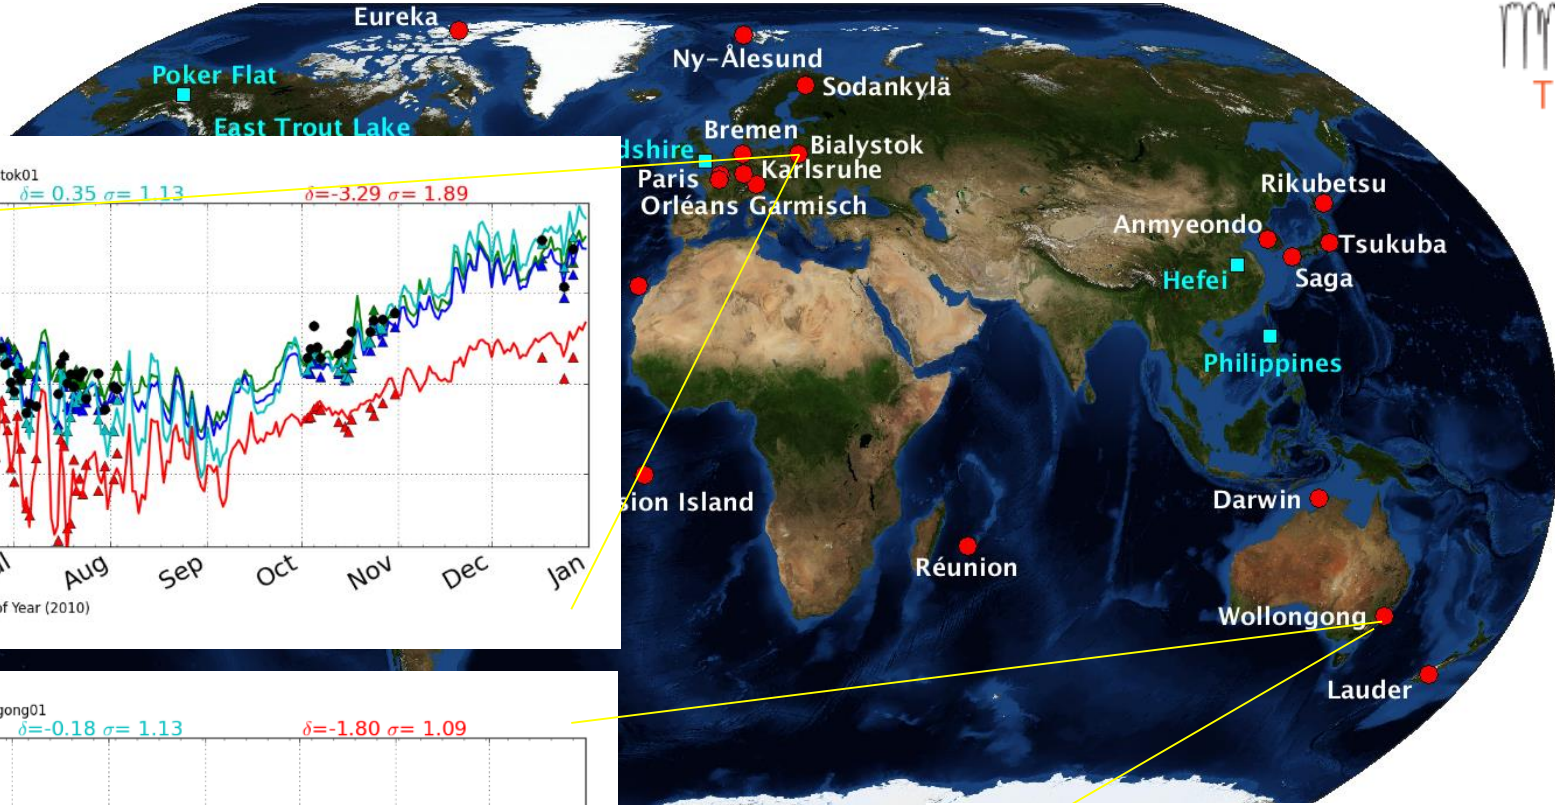 Eureka
Ny-Ålesund
Poker Flat
Sodankylä
East Trout Lake
Bremen
dshire
Bialystok
Paris
Karlsruhe
Orléans Garmisch
Rikubetsu
Anmyeondo
Tsukuba
Hefei
Saga
Philippines
tok01
δ= 0.35 σ= 1.13
δ=-3.29 σ= 1.89
sion Island
Darwin
Réunion
Aug
Sep
Oct
Nov
Dec
Jan
of Year (2010)
Wollongong
Lauder
gong01
δ=-0.18 σ= 1.13
δ=-1.80 σ= 1.09
T